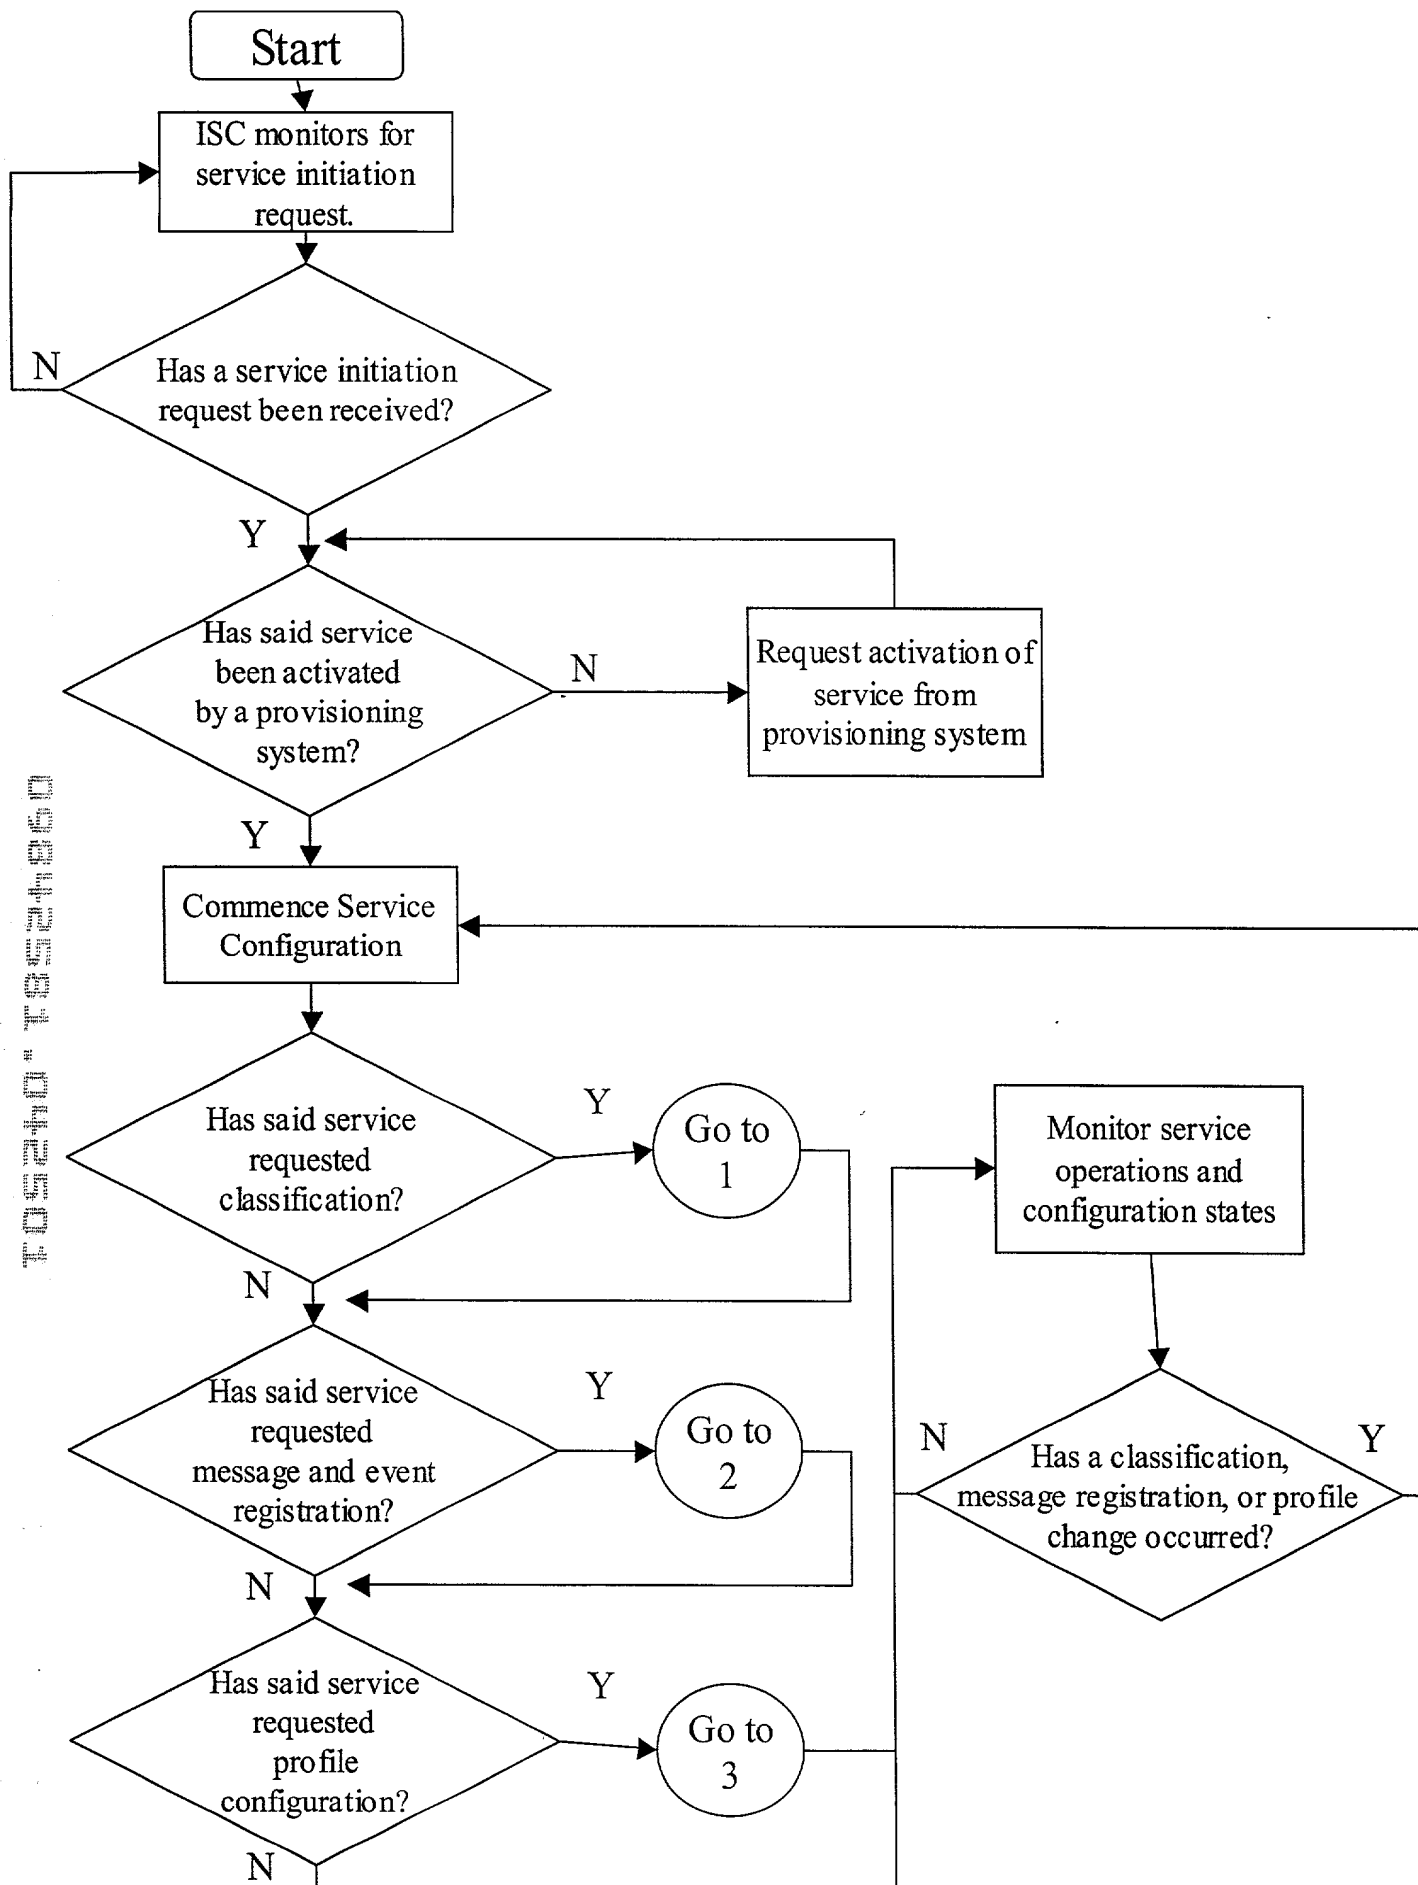 Start
ISC monitors for
service initiation
request.
N
Has a service initiation
request been received?
Y
Has said service
been activated
by a provisioning
system?
N
Request activation of
service from
provisioning system
Y
Commence Service
Configuration
Has said service
requested
classification?
Y
Go to
1
Monitor service
operations and
configuration states
N
Has said service
requested
message and event
registration?
Y
Go to
2
N
Has a classification,
message registration, or profile
change occurred?
Y
N
Has said service
requested
profile
configuration?
Y
Go to
3
N